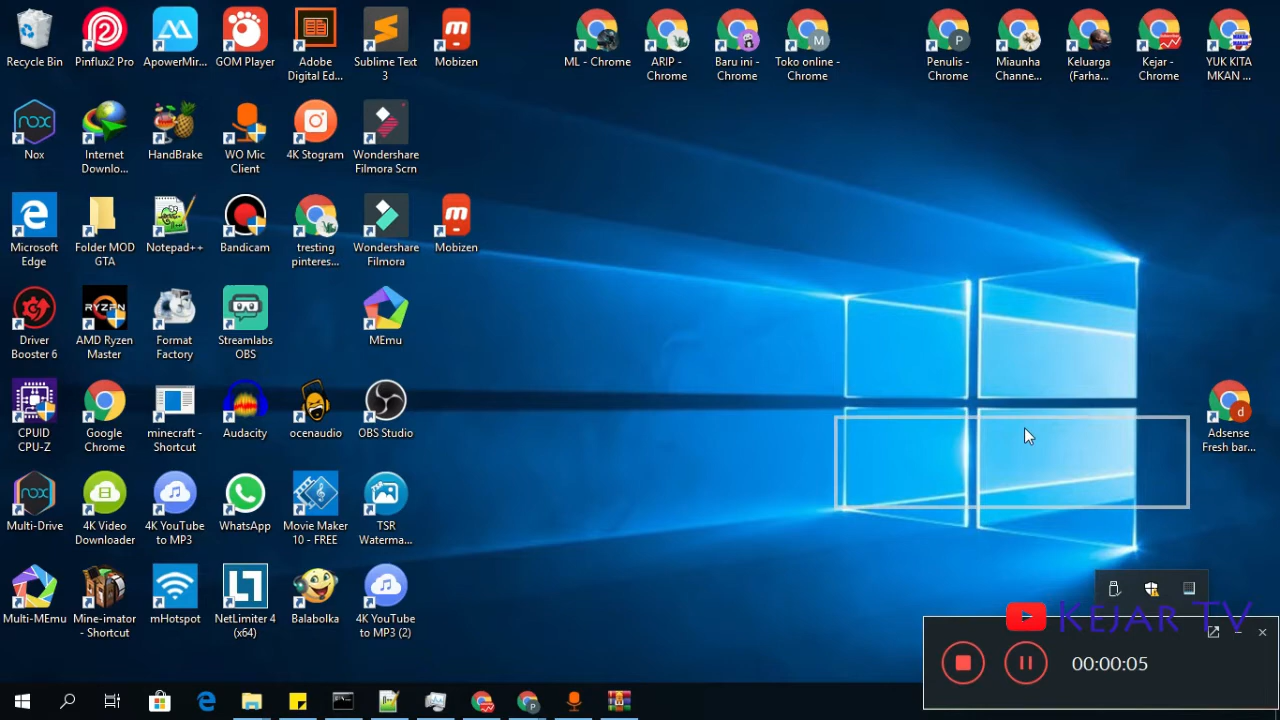 Recycle Bin
Pinflux2 Pro
ApowerMir...
GOM Player
Adobe
Digital Ed...
Sublime Text
3
Mobizen
ML - Chrome
ARIP -
Chrome
Baru ini -
Chrome
M
Toko online -
Chrome
P
Penulis -
Chrome
Miaunha
Channe...
Keluarga
(Farha...
Kejar -
Chrome
YUK KITA
MKAN ...
nox
Nox
Internet
Downlo...
HandBrake
WO Mic
Client
4K Stogram
Wondershare
Filmora Scrn
Microsoft
Edge
Folder MOD
GTA
Notepad++
Bandicam
tresting
pinteres...
Wondershare
Filmora
Mobizen
Driver
Booster 6
RYZEN
AMD Ryzen
Master
Format
Factory
Streamlabs
OBS
MEmu
CPUID
CPU-Z
Google
Chrome
minecraft -
Shortcut
Audacity
ocenaudio
OBS Studio
d
Adsense
Fresh bar...
nox
Multi-Drive
4K Video
Downloader
4K YouTube
to MP3
WhatsApp
Movie Maker
10 - FREE
TSR
Waterma...
Multi-MEmu
Mine-imator
- Shortcut
mHotspot
NetLimiter 4
(x64)
Balabolka
4K YouTube
to MP3 (2)
KEJAR TV
00:00:05
P